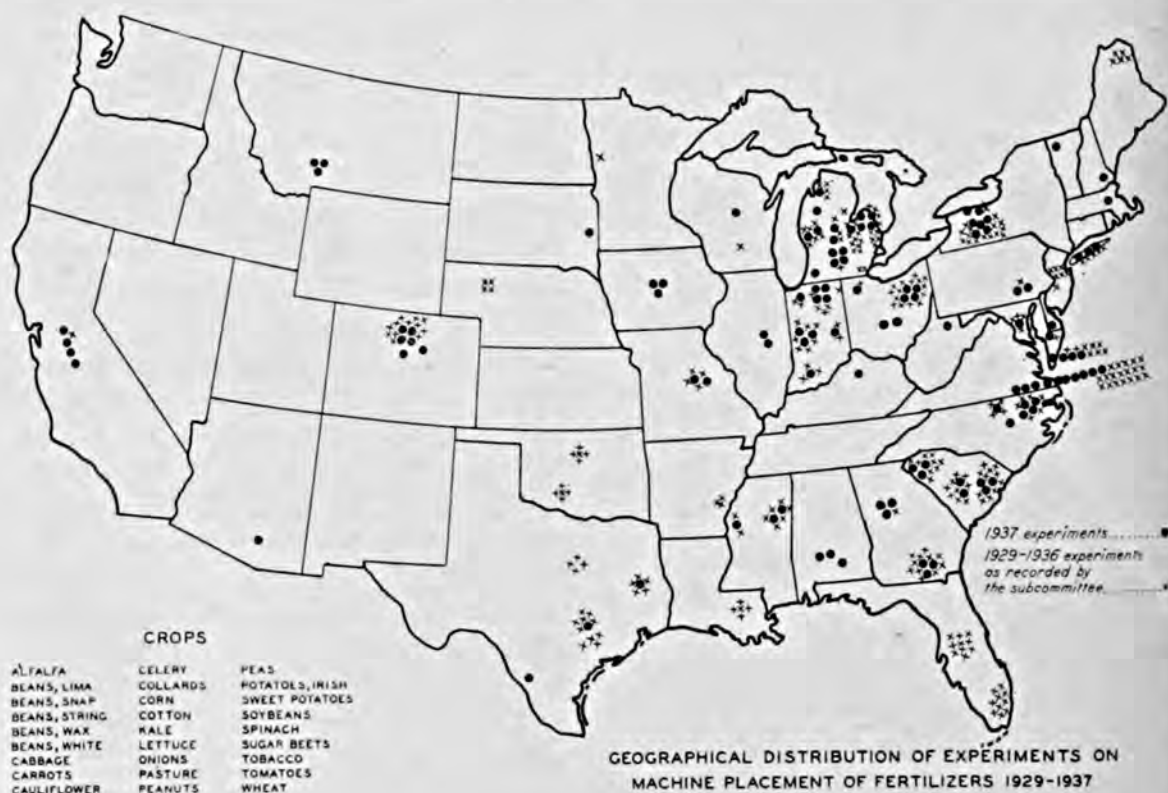 1937 experiments.........
1929-1936 experiments
as recorded by
the subcommittee.......
CROPS
ALFALFA
BEANS, LIMA
BEANS, SNAP
BEANS, STRING
BEANS, WAX
BEANS, WHITE
CABBAGE
CARROTS
CAULIFLOWER
CELERY
COLLARDS
CORN
COTTON
KALE
LETTUCE
ONIONS
PASTURE
PEANUTS
PEAS
POTATOES, IRISH
SWEET POTATOES
SOYBEANS
SPINACH
SUGAR BEETS
TOBACCO
TOMATOES
WHEAT
GEOGRAPHICAL DISTRIBUTION OF EXPERIMENTS ON
MACHINE PLACEMENT OF FERTILIZERS 1929-1937